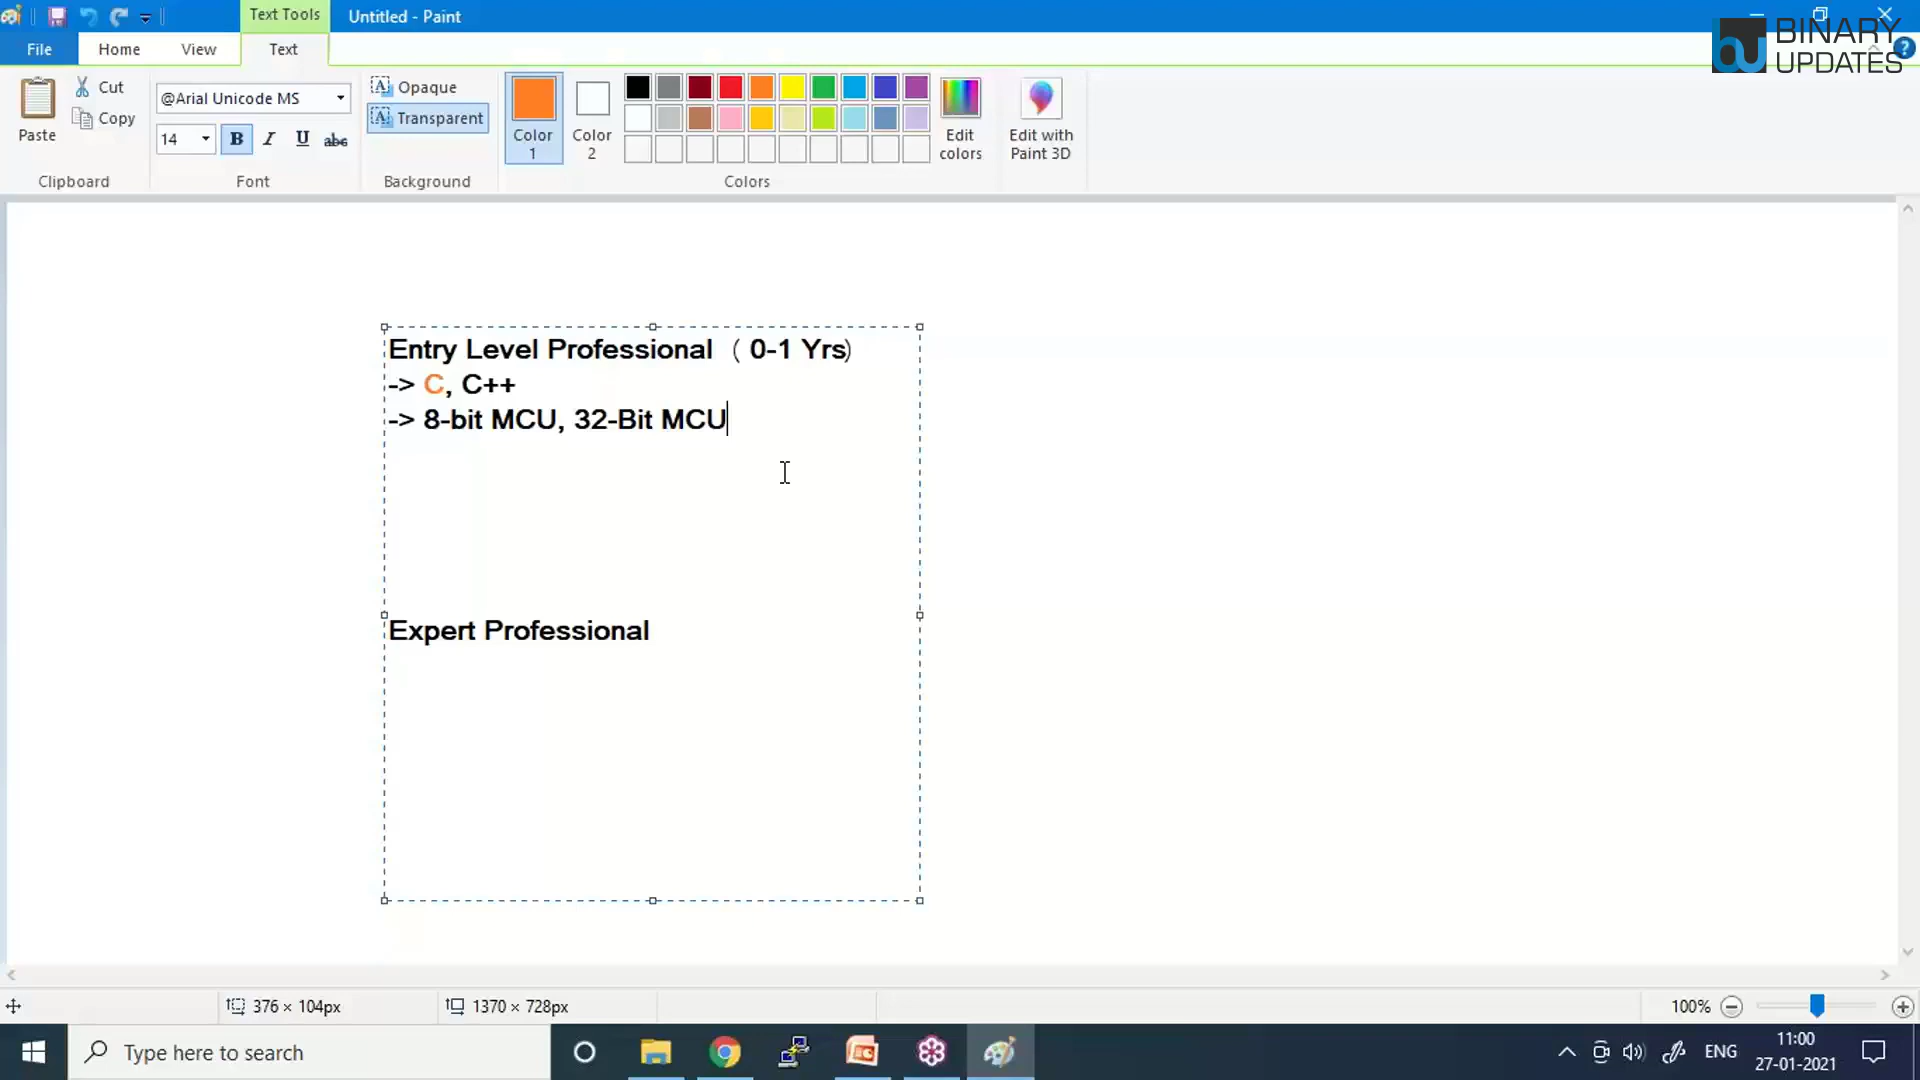 Text Tools
Untitled - Paint
BINARY
UPDATES
File
Home
View
Text
Paste
Cut
Copy
Clipboard
@Arial Unicode MS
14
B
I
U
abc
Font
Opaque
Transparent
Background
Color
1
Color
2
Colors
Edit
colors
Edit with
Paint 3D
Entry Level Professional ( 0-1 Yrs)
-> C, C++
-> 8-bit MCU, 32-Bit MCU
Expert Professional
376 × 104px
1370 × 728px
100%
Type here to search
ENG
11:00
27-01-2021